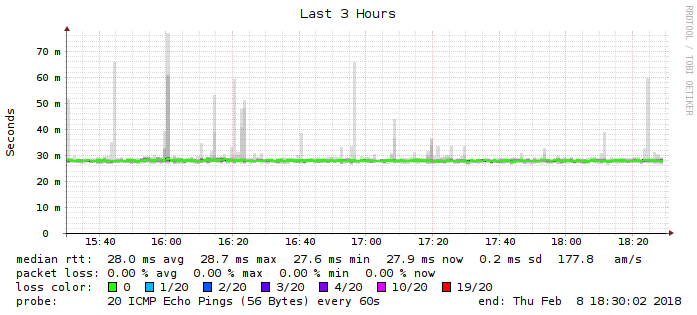 Last 3 Hours
RRDTOOL / TOBI OETIKER
Seconds
70 m
60 m
50 m
40 m
30 m
20 m
10 m
0
15:40 16:00 16:20 16:40 17:00 17:20 17:40 18:00 18:20
median rtt: 28.0 ms avg 28.7 ms max 27.6 ms min 27.9 ms now 0.2 ms sd 177.8 am/s
packet loss: 0.00 % avg 0.00 % max 0.00 % min 0.00 % now
loss color: 0 1/20 2/20 3/20 4/20 10/20 19/20
probe: 20 ICMP Echo Pings (56 Bytes) every 60s end: Thu Feb 8 18:30:02 2018